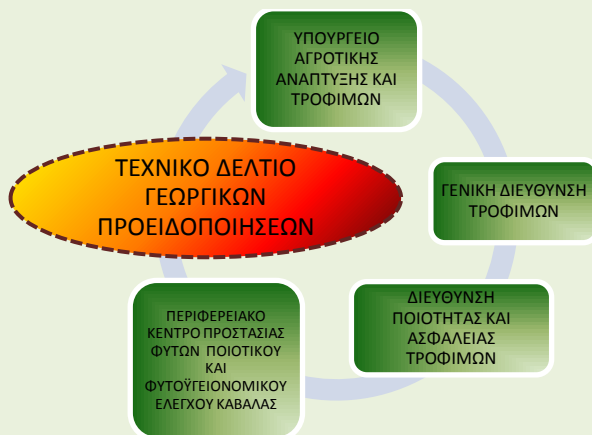 ΥΠΟΥΡΓΕΙΟ
ΑΓΡΟΤΙΚΗΣ
ΑΝΑΠΤΥΞΗΣ ΚΑΙ
ΤΡΟΦΙΜΩΝ
ΤΕΧΝΙΚΟ ΔΕΛΤΙΟ
ΓΕΩΡΓΙΚΩΝ
ΠΡΟΕΙΔΟΠΟΙΗΣΕΩΝ
ΓΕΝΙΚΗ ΔΙΕΥΘΥΝΣΗ
ΤΡΟΦΙΜΩΝ
ΔΙΕΥΘΥΝΣΗ
ΠΟΙΟΤΗΤΑΣ ΚΑΙ
ΑΣΦΑΛΕΙΑΣ
ΤΡΟΦΙΜΩΝ
ΠΕΡΙΦΕΡΕΙΑΚΟ
ΚΕΝΤΡΟ ΠΡΟΣΤΑΣΙΑΣ
ΦΥΤΩΝ ΠΟΙΟΤΙΚΟΥ
ΚΑΙ
ΦΥΤΟΫΓΕΙΟΝΟΜΙΚΟΥ
ΕΛΕΓΧΟΥ ΚΑΒΑΛΑΣ